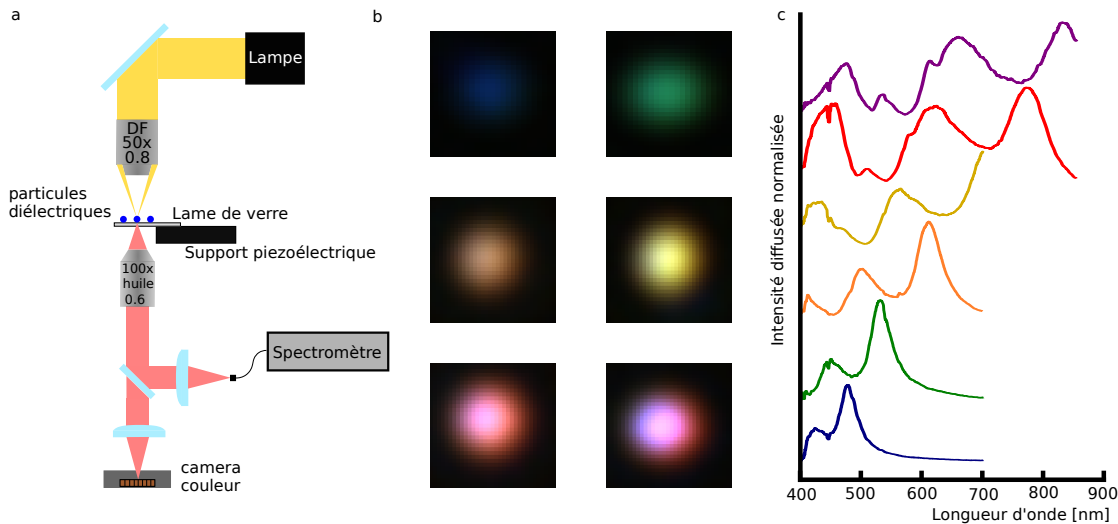 a
Lampe
DF
50x
0.8
particules
diélectriques
Lame de verre
Support piezoélectrique
100x
huile
0.6
Spectromètre
camera
couleur
b
c
Intensité diffusée normalisée
400 500 600 700 800 900
Longueur d'onde [nm]